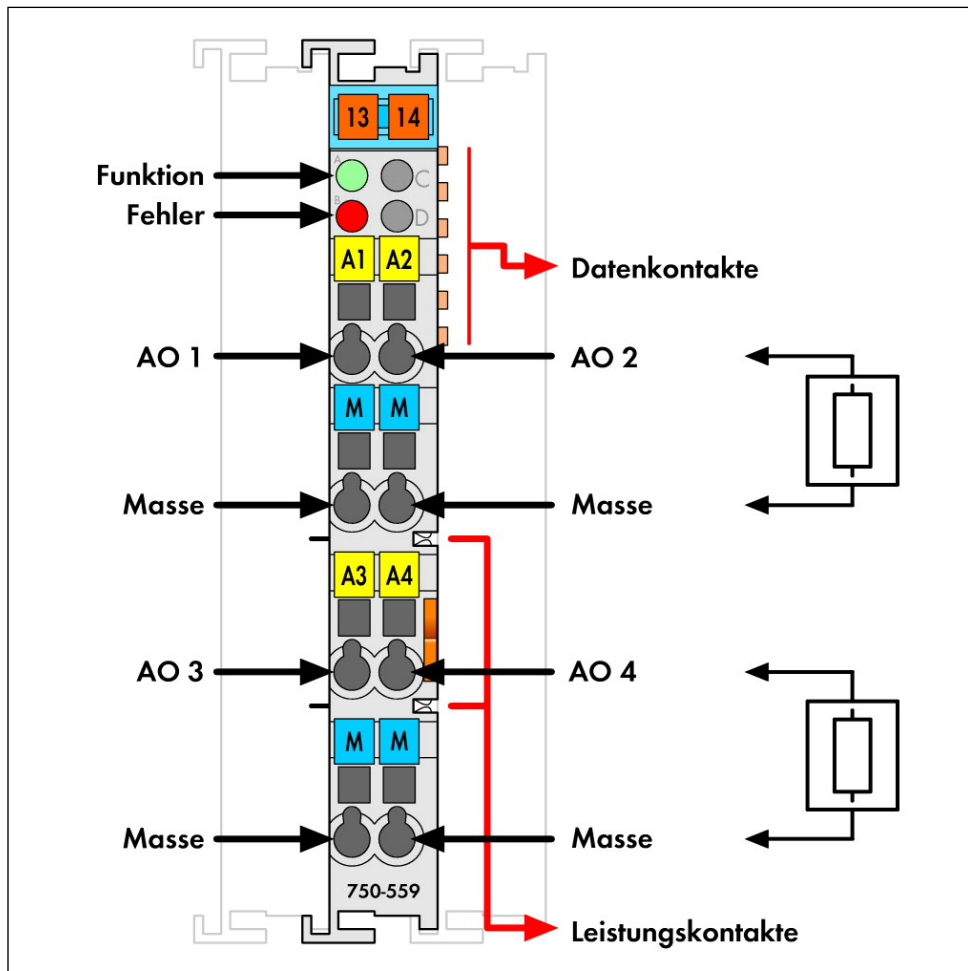 13 14
A
Funktion
C
B
Fehler
D
A1 A2
Datenkontakte
AO 1
AO 2
M M
Masse
Masse
A3 A4
AO 3
AO 4
M M
Masse
Masse
750-559
Leistungskontakte